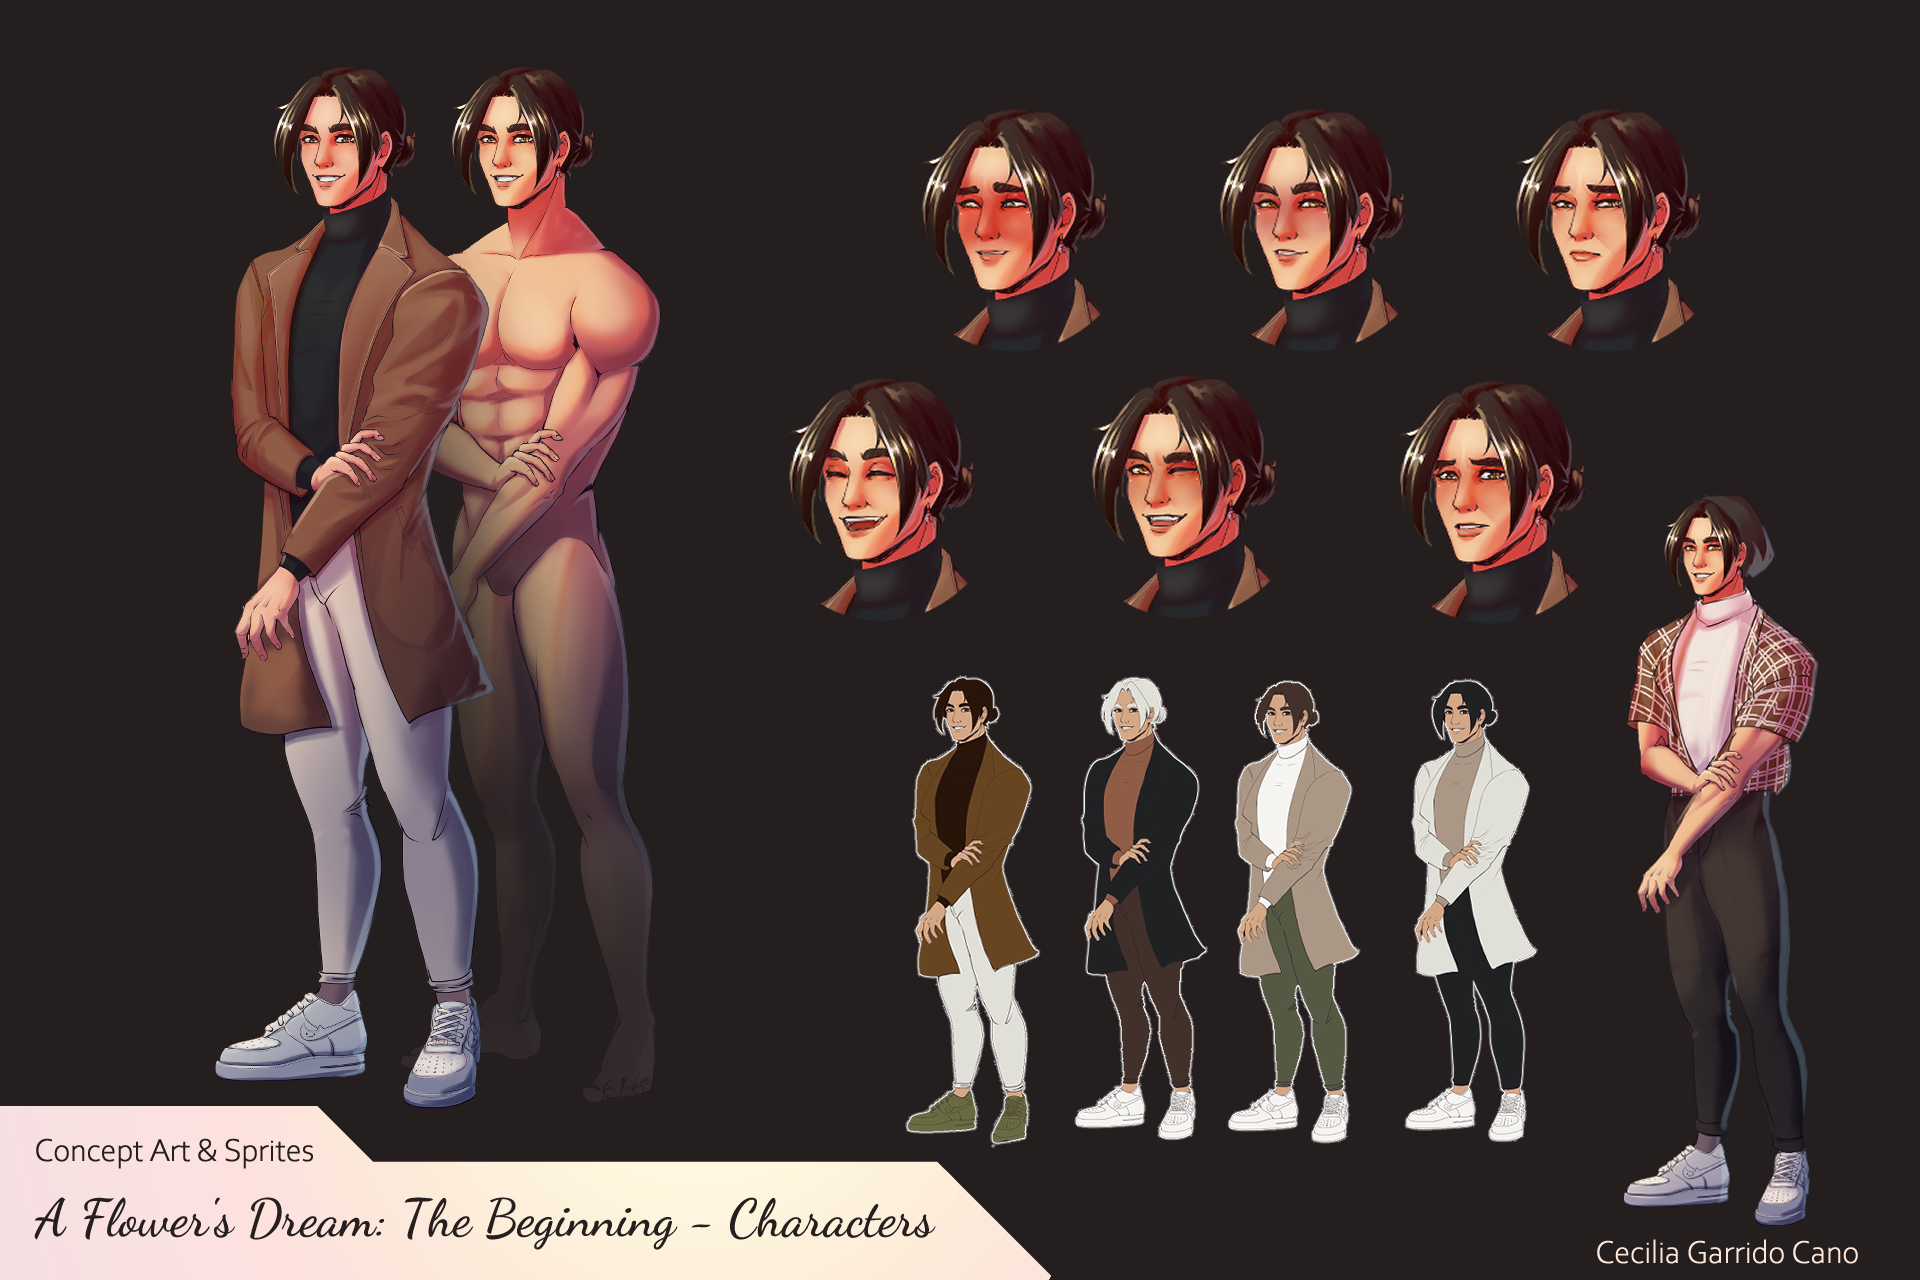 Concept Art & Sprites
A Flower's Dream: The Beginning - Characters
Cecilia Garrido Cano